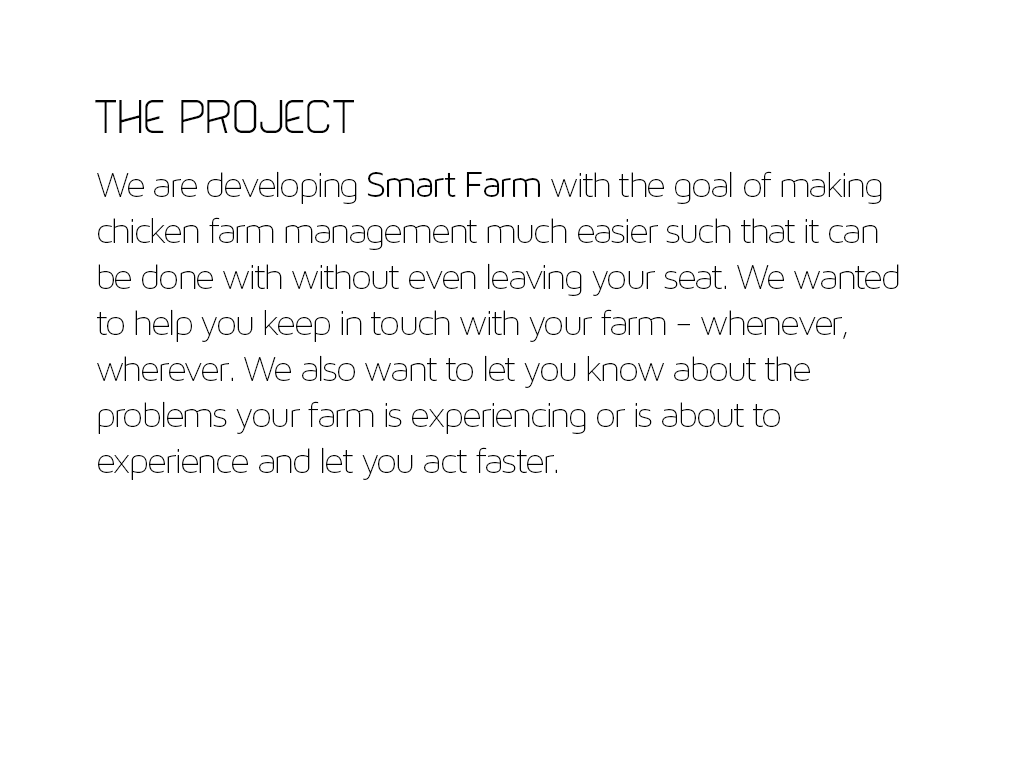 THE PROJECT
We are developing Smart Farm with the goal of making
chicken farm management much easier such that it can
be done with without even leaving your seat. We wanted
to help you keep in touch with your farm - whenever,
wherever. We also want to let you know about the
problems your farm is experiencing or is about to
experience and let you act faster.